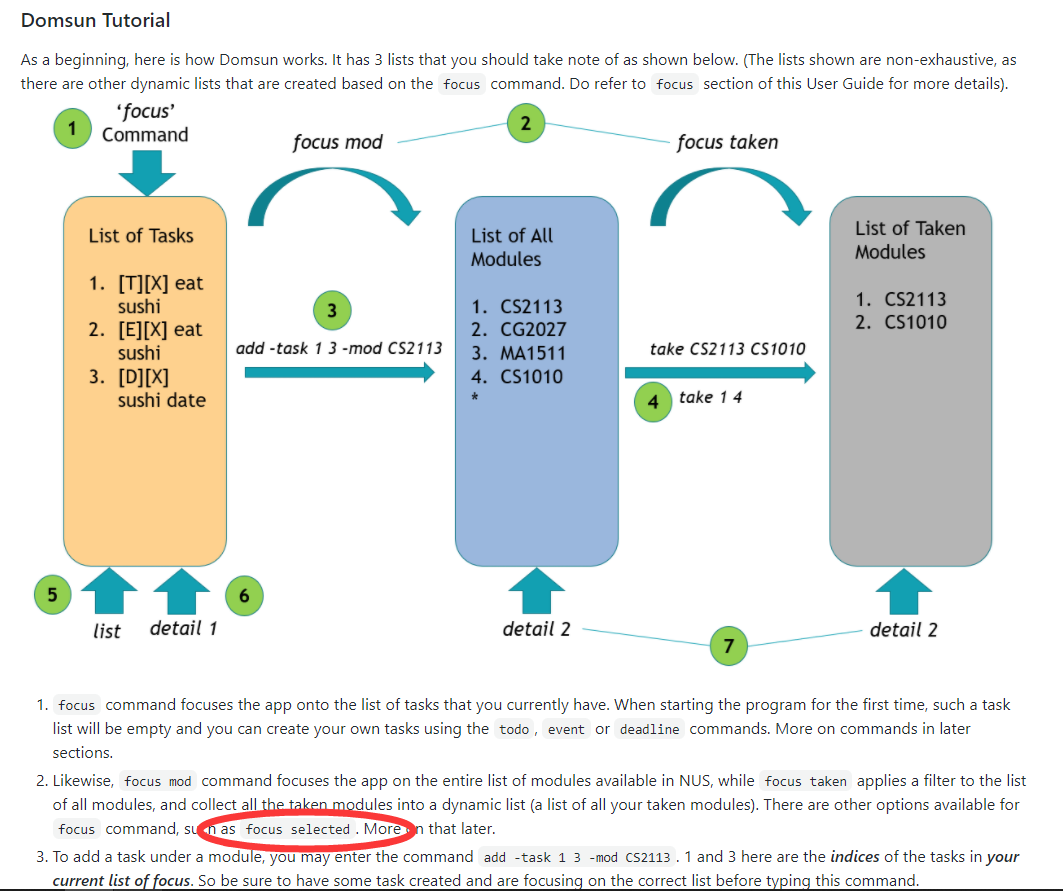 Domsun Tutorial
As a beginning, here is how Domsun works. It has 3 lists that you should take note of as shown below. (The lists shown are non-exhaustive, as
there are other dynamic lists that are created based on the focus command. Do refer to focus section of this User Guide for more details).
1
'focus'
Command
focus mod
2
focus taken
List of Tasks
1. [T][X] eat
sushi
2. [E][X] eat
sushi
3. [D][X]
sushi date
3
add -task 1 3 -mod CS2113
List of All
Modules
1. CS2113
2. CG2027
3. MA1511
4. CS1010
*
take CS2113 CS1010
4
take 1 4
List of Taken
Modules
1. CS2113
2. CS1010
5
list
detail 1
6
detail 2
7
detail 2
1. focus command focuses the app onto the list of tasks that you currently have. When starting the program for the first time, such a task
list will be empty and you can create your own tasks using the todo , event or deadline commands. More on commands in later
sections.
2. Likewise, focus mod command focuses the app on the entire list of modules available in NUS, while focus taken applies a filter to the list
of all modules, and collect all the taken modules into a dynamic list (a list of all your taken modules). There are other options available for
focus command, such as focus selected . More on that later.
3. To add a task under a module, you may enter the command add -task 1 3 -mod CS2113 . 1 and 3 here are the indices of the tasks in your
current list of focus. So be sure to have some task created and are focusing on the correct list before typing this command.